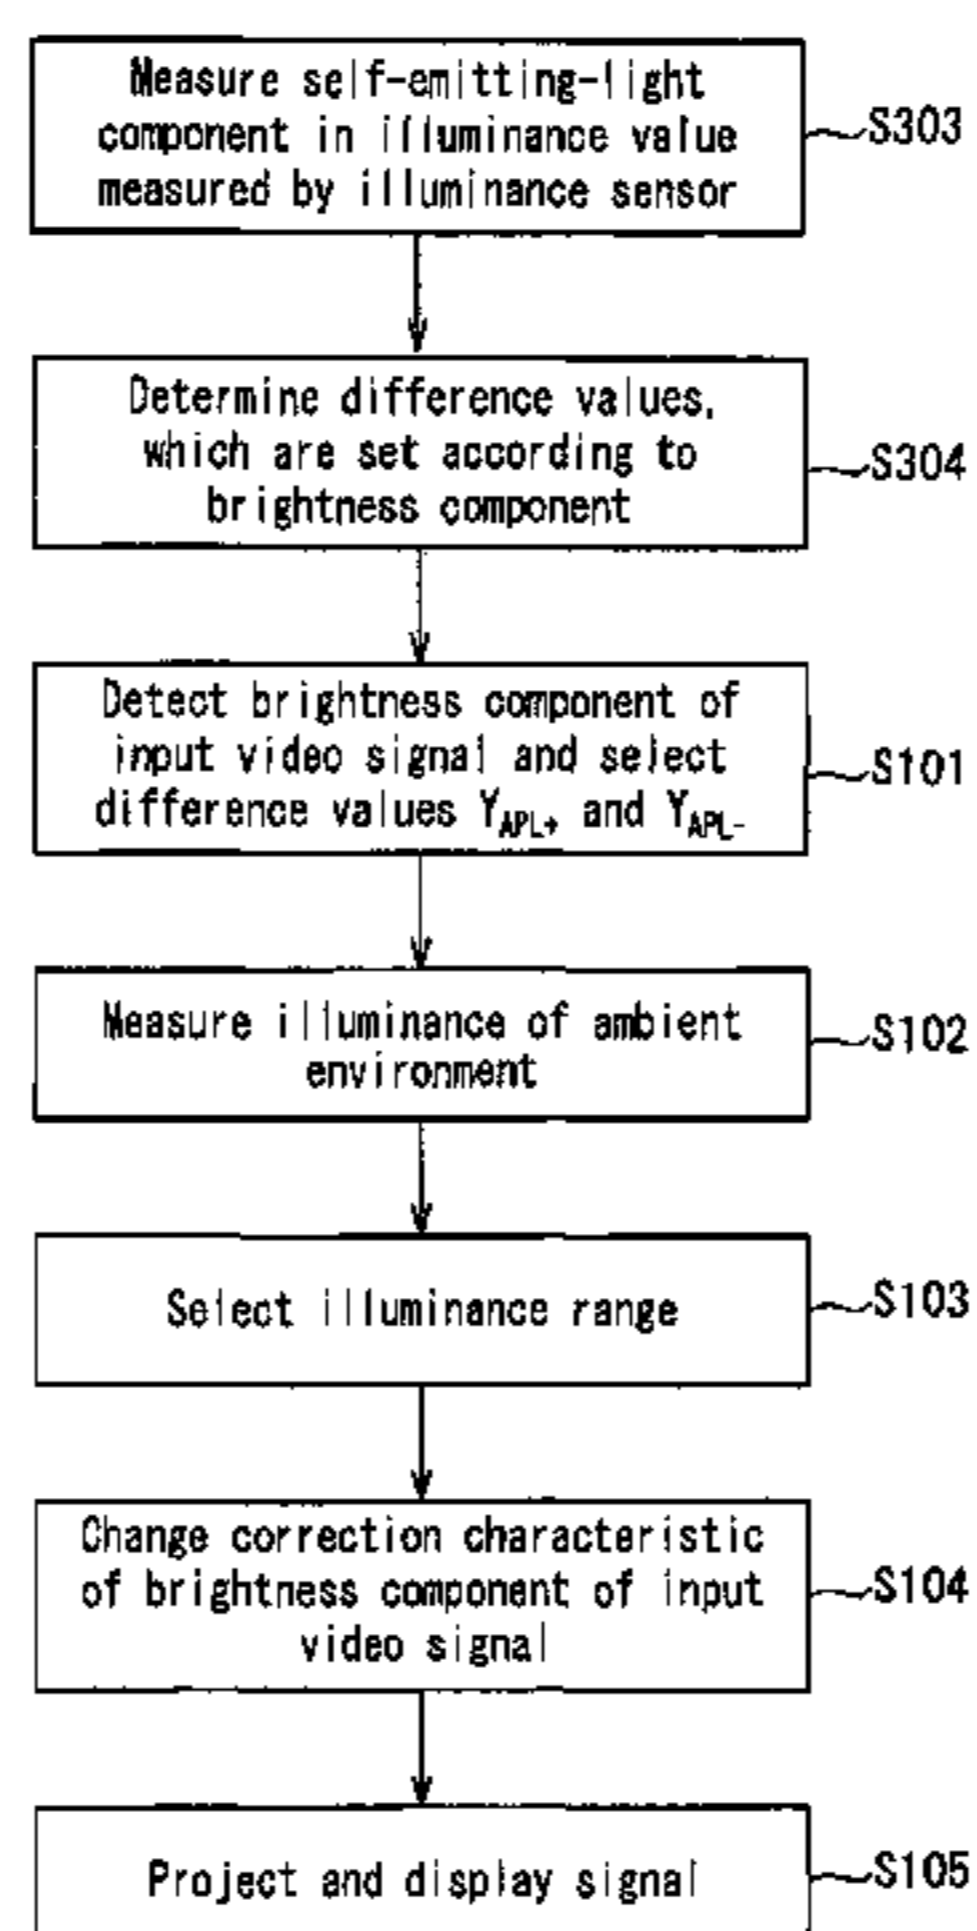 Measure self-emitting-light
component in illuminance value
measured by illuminance sensor
S303
Determine difference values,
which are set according to
brightness component
S304
Detect brightness component of
input video signal and select
difference values YAPL+ and YAPL-
S101
Measure illuminance of ambient
environment
S102
Select illuminance range
S103
Change correction characteristic
of brightness component of input
video signal
S104
Project and display signal
S105